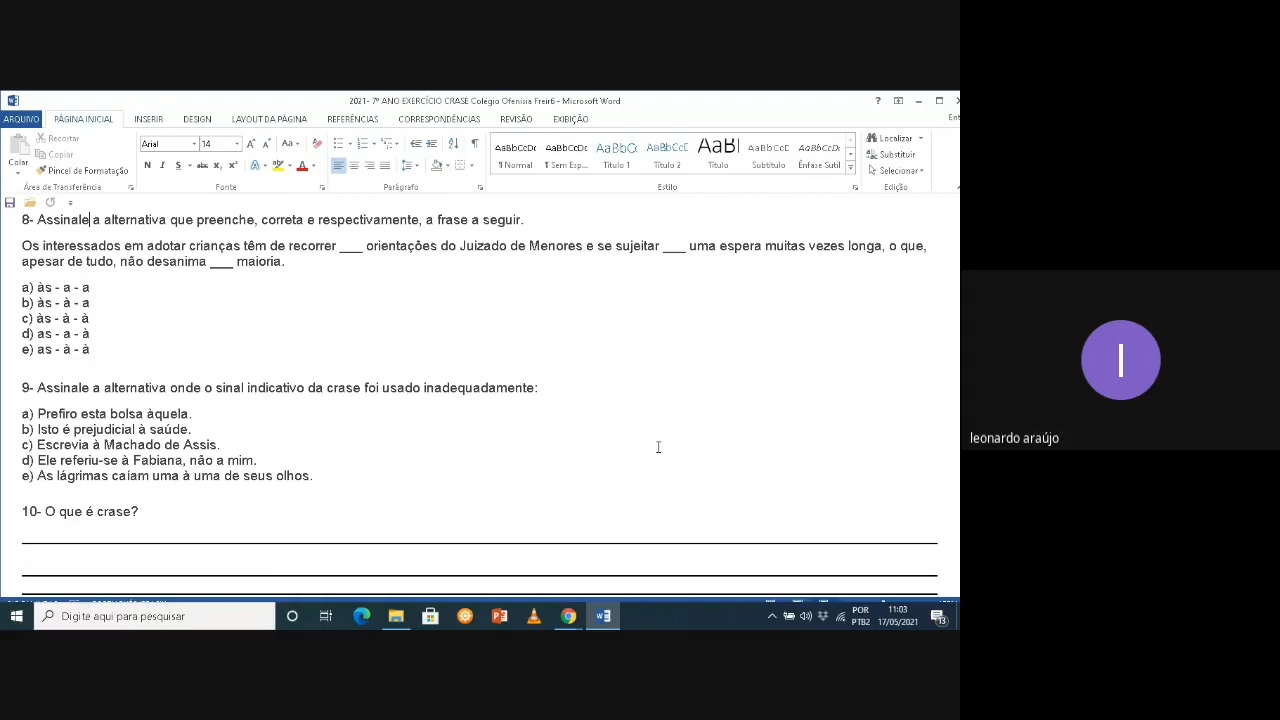 2021- 7º ANO EXERCÍCIO CRASE Colégio Ofenísia Freir6 - Microsoft Word
ARQUIVO PÁGINA INICIAL INSERIR DESIGN LAYOUT DA PÁGINA REFERÊNCIAS CORRESPONDÊNCIAS REVISÃO EXIBIÇÃO Ent
Colar
Recortar
Copiar
Pincel de Formatação
Área de Transferência
Arial 14
Fonte
Parágrafo
AaBbCcDc AaBbCcDc AaBbC AaBbCcC AaB AaBbCcC AaBbCcDc
¶ Normal ¶ Sem Esp... Título 1 Título 2 Título Subtítulo Ênfase Sutil
Estilo
Localizar
Substituir
Selecionar
Edição
8- Assinale a alternativa que preenche, correta e respectivamente, a frase a seguir.
Os interessados em adotar crianças têm de recorrer ___ orientações do Juizado de Menores e se sujeitar ___ uma espera muitas vezes longa, o que,
apesar de tudo, não desanima ___ maioria.
a) às - a - a
b) às - à - a
c) às - à - à
d) as - a - à
e) as - à - à
9- Assinale a alternativa onde o sinal indicativo da crase foi usado inadequadamente:
a) Prefiro esta bolsa àquela.
b) Isto é prejudicial à saúde.
c) Escrevia à Machado de Assis.
d) Ele referiu-se à Fabiana, não a mim.
e) As lágrimas caíam uma à uma de seus olhos.
10- O que é crase?
Digite aqui para pesquisar
POR
PTB2
11:03
17/05/2021
13
l
leonardo araújo